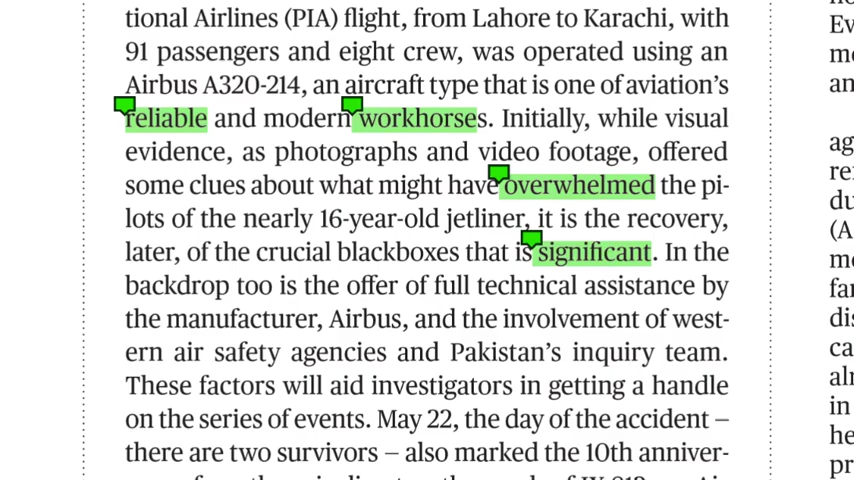 tional Airlines (PIA) flight, from Lahore to Karachi, with
91 passengers and eight crew, was operated using an
Airbus A320-214, an aircraft type that is one of aviation's
reliable and modern workhorses. Initially, while visual
evidence, as photographs and video footage, offered
some clues about what might have overwhelmed the pi-
lots of the nearly 16-year-old jetliner, it is the recovery,
later, of the crucial blackboxes that is significant. In the
backdrop too is the offer of full technical assistance by
the manufacturer, Airbus, and the involvement of west-
ern air safety agencies and Pakistan's inquiry team.
These factors will aid investigators in getting a handle
on the series of events. May 22, the day of the accident –
there are two survivors – also marked the 10th anniver-